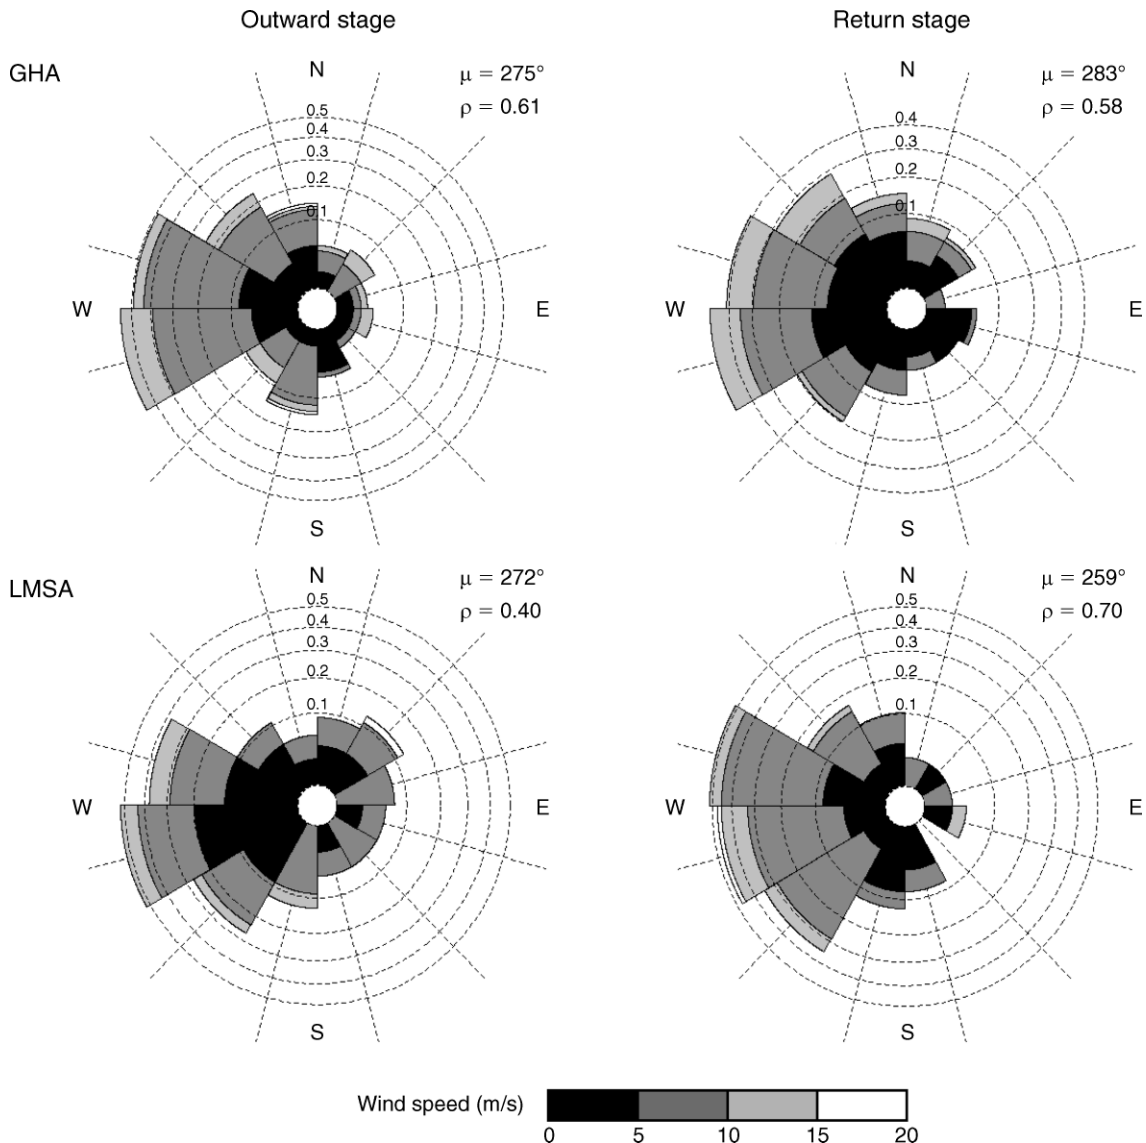 Outward stage
Return stage
GHA
N
μ = 275°
ρ = 0.61
0.5
0.4
0.3
0.2
0.1
W
E
S
N
μ = 283°
ρ = 0.58
0.4
0.3
0.2
0.1
W
E
S
LMSA
N
μ = 272°
ρ = 0.40
0.5
0.4
0.3
0.2
0.1
W
E
S
N
μ = 259°
ρ = 0.70
0.5
0.4
0.3
0.2
0.1
W
E
S
Wind speed (m/s)
0 5 10 15 20